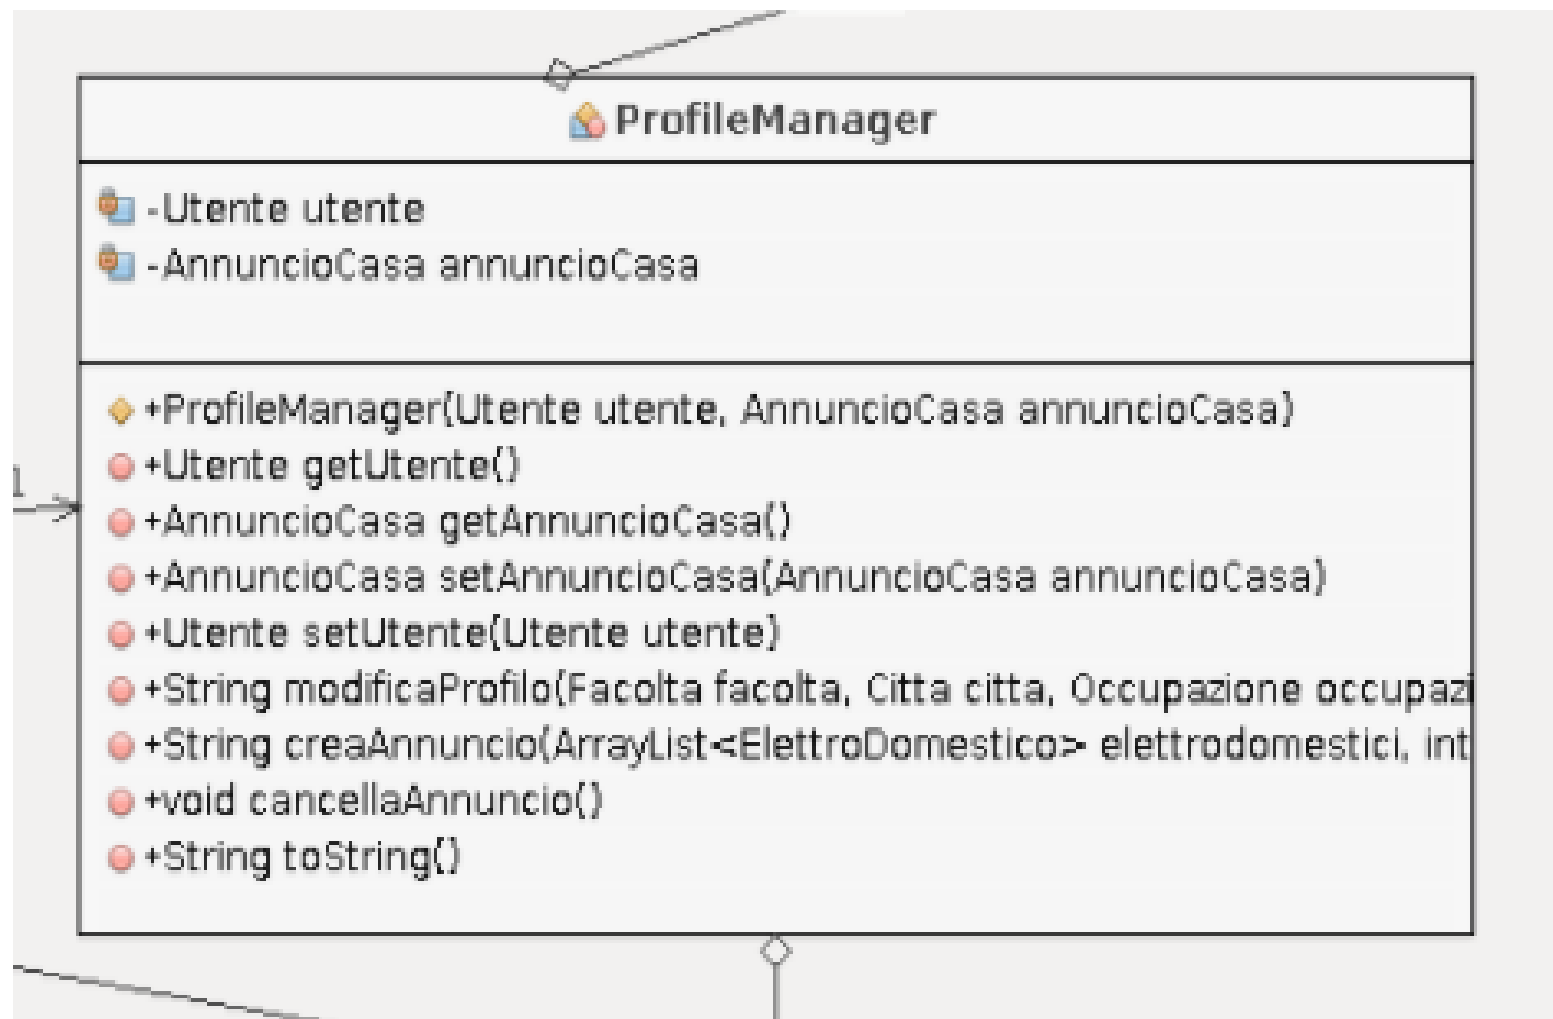 ProfileManager
-Utente utente
-AnnuncioCasa annuncioCasa
+ProfileManager(Utente utente, AnnuncioCasa annuncioCasa)
+Utente getUtente()
+AnnuncioCasa getAnnuncioCasa()
+AnnuncioCasa setAnnuncioCasa(AnnuncioCasa annuncioCasa)
1
+Utente setUtente(Utente utente)
+String modificaProfilo(Facolta facolta, Citta citta, Occupazione occupazi
+String creaAnnuncio(ArrayList<ElettroDomestico> elettrodomestici, int
+void cancellaAnnuncio()
+String toString()